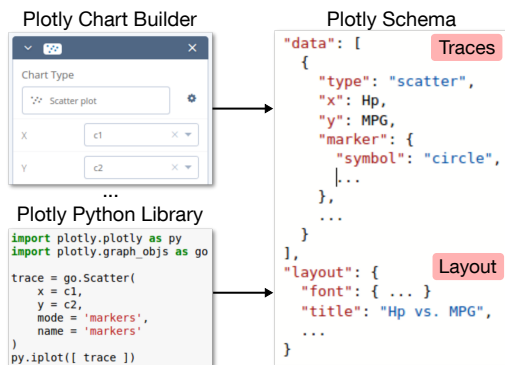 Plotly Chart Builder
Chart Type
Scatter plot
X
c1
Y
c2
...
Plotly Python Library
import plotly.plotly as py
import plotly.graph_objs as go
trace = go.Scatter(
x = c1,
y = c2,
mode = 'markers',
name = 'markers'
)
py.iplot([ trace ])
Plotly Schema
"data": [
Traces
{
"type": "scatter",
"x": Hp,
"y": MPG,
"marker": {
"symbol": "circle",
...
},
...
}
],
"layout": {
Layout
"font": { ... }
"title": "Hp vs. MPG",
...
}